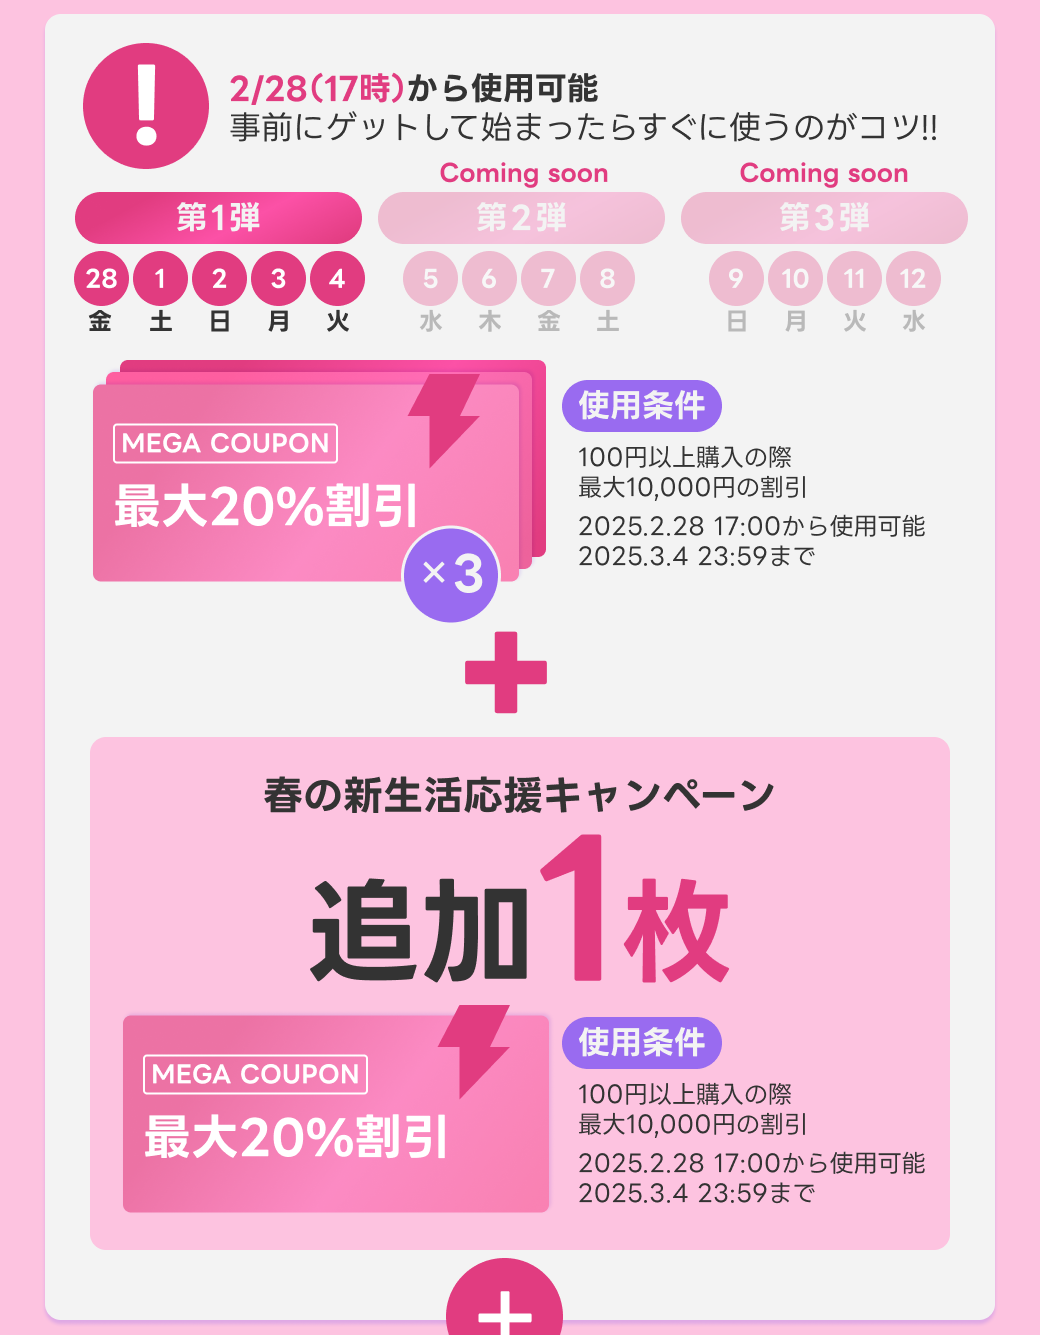 !
2/28(17時)から使用可能
事前にゲットして始まったらすぐに使うのがコツ!!
Coming soon Coming soon
第1弾 第2弾 第3弾
28 1 2 3 4 5 6 7 8 9 10 11 12
金 土 日 月 火 水 木 金 土 日 月 火 水
MEGA COUPON
最大20%割引
×3
使用条件
100円以上購入の際
最大10,000円の割引
2025.2.28 17:00から使用可能
2025.3.4 23:59まで
+
春の新生活応援キャンペーン
追加1枚
MEGA COUPON
最大20%割引
使用条件
100円以上購入の際
最大10,000円の割引
2025.2.28 17:00から使用可能
2025.3.4 23:59まで
+